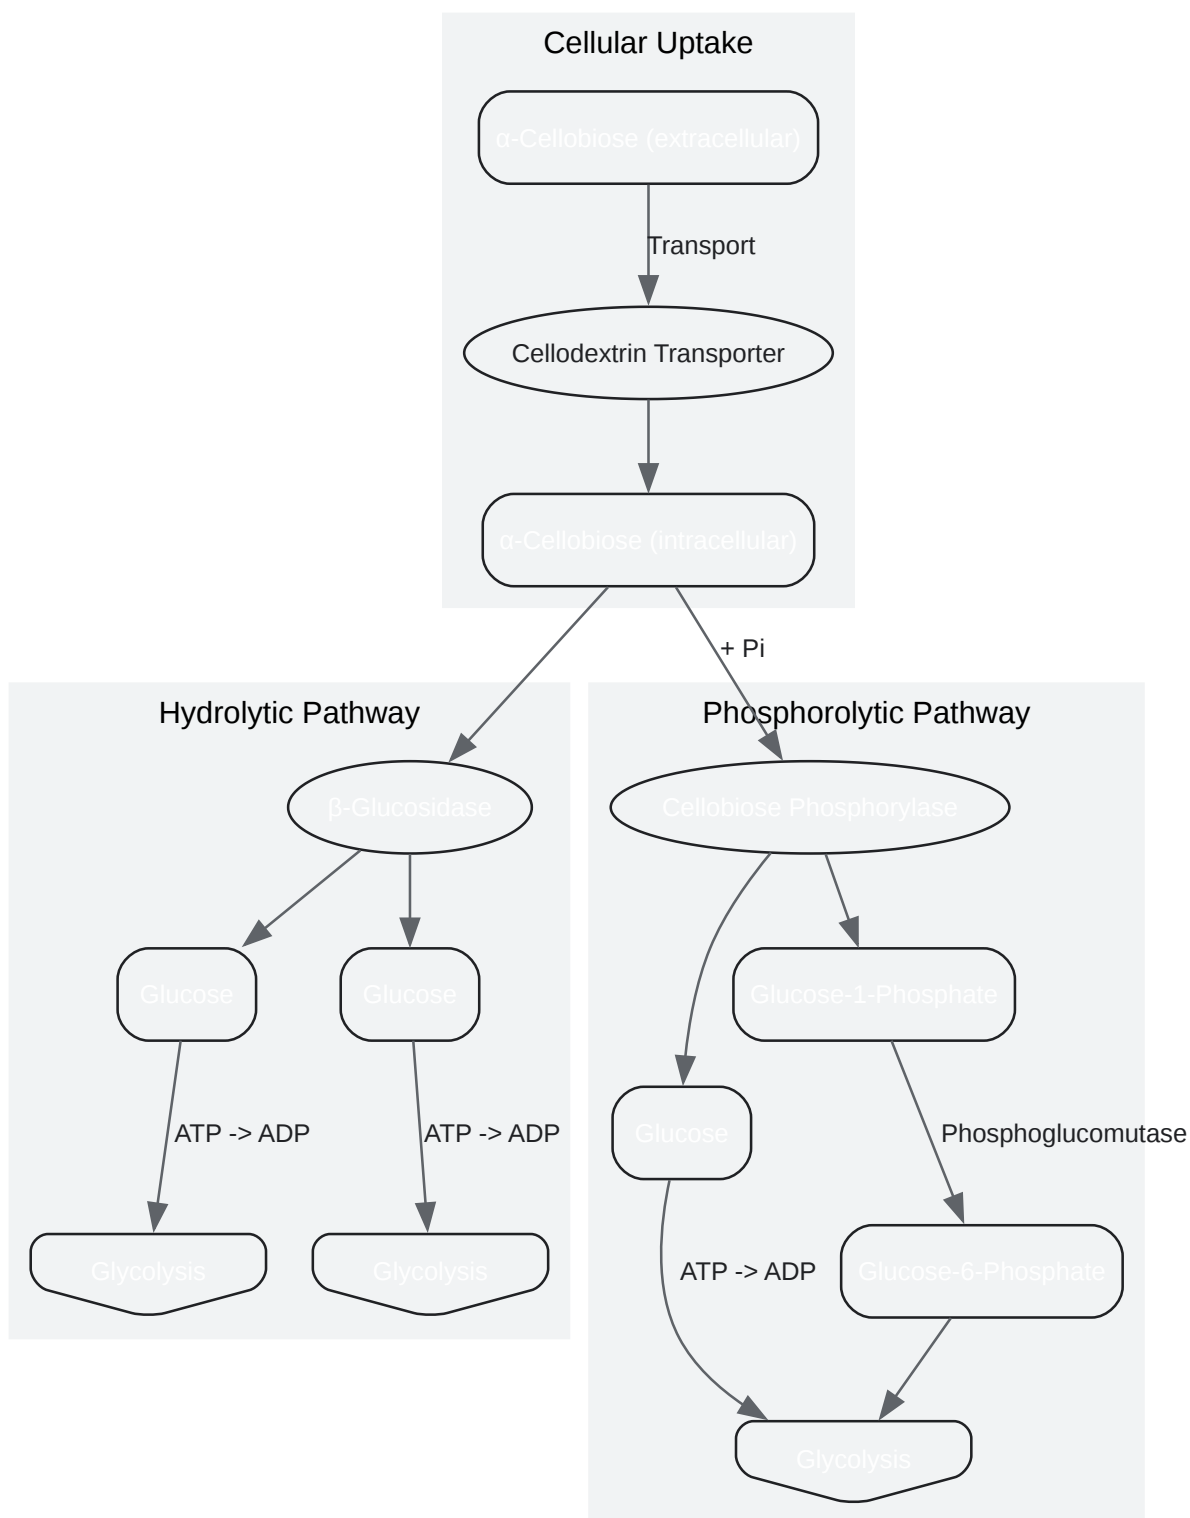 Cellular Uptake
α-Cellobiose (extracellular)
Transport
Cellodextrin Transporter
α-Cellobiose (intracellular)
+ Pi
Hydrolytic Pathway
Phosphorolytic Pathway
β-Glucosidase
Cellobiose Phosphorylase
Glucose
Glucose
Glucose-1-Phosphate
Glucose
ATP -> ADP
ATP -> ADP
Phosphoglucomutase
Glycolysis
Glycolysis
ATP -> ADP
Glucose-6-Phosphate
Glycolysis